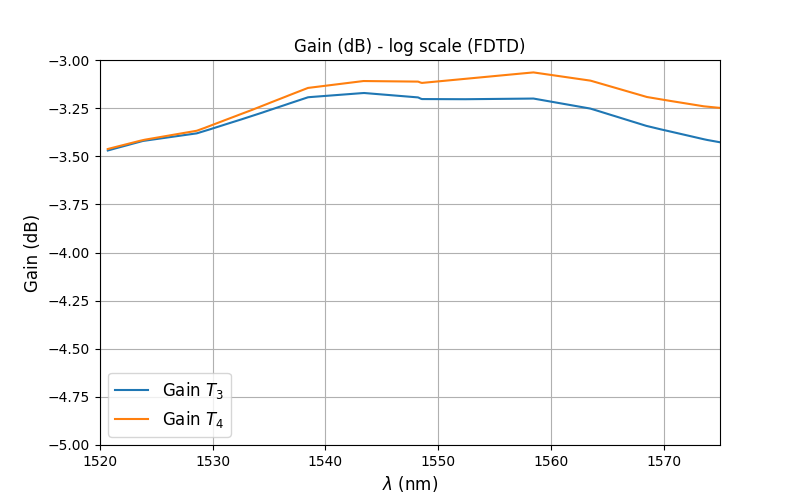 Gain (dB) - log scale (FDTD)
−3.00
−3.25
−3.50
−3.75
−4.00
−4.25
−4.50
−4.75
−5.00
Gain (dB)
Gain T₃
Gain T₄
1520 1530 1540 1550 1560 1570
λ (nm)